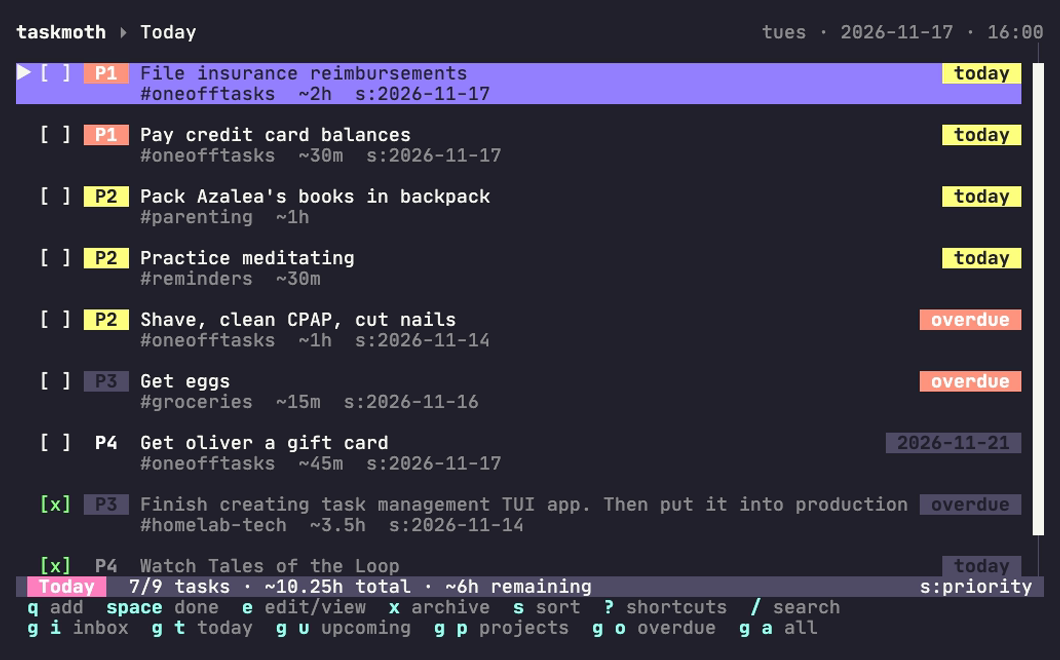 taskmoth ▸ Today tues · 2026-11-17 · 16:00
▶ [ ] P1 File insurance reimbursements today
#oneofftasks ~2h s:2026-11-17
[ ] P1 Pay credit card balances today
#oneofftasks ~30m s:2026-11-17
[ ] P2 Pack Azalea's books in backpack today
#parenting ~1h
[ ] P2 Practice meditating today
#reminders ~30m
[ ] P2 Shave, clean CPAP, cut nails overdue
#oneofftasks ~1h s:2026-11-14
[ ] P3 Get eggs overdue
#groceries ~15m s:2026-11-16
[ ] P4 Get oliver a gift card 2026-11-21
#oneofftasks ~45m s:2026-11-17
[x] P3 Finish creating task management TUI app. Then put it into production overdue
#homelab-tech ~3.5h s:2026-11-14
[x] P4 Watch Tales of the Loop today
Today 7/9 tasks · ~10.25h total · ~6h remaining s:priority
q add space done e edit/view x archive s sort ? shortcuts / search
g i inbox g t today g u upcoming g p projects g o overdue g a all